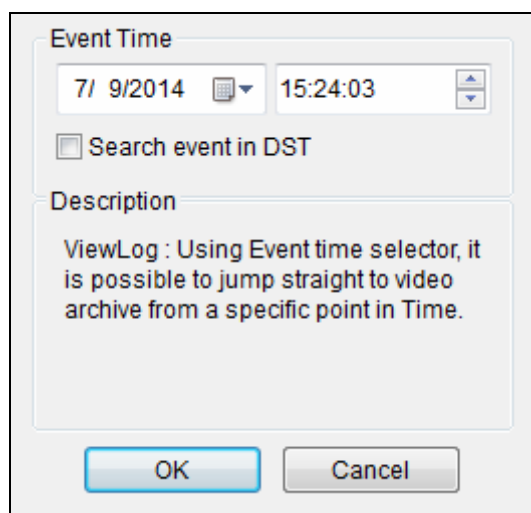 Event Time
7/ 9/2014
15:24:03
Search event in DST
Description
ViewLog : Using Event time selector, it
is possible to jump straight to video
archive from a specific point in Time.
OK
Cancel